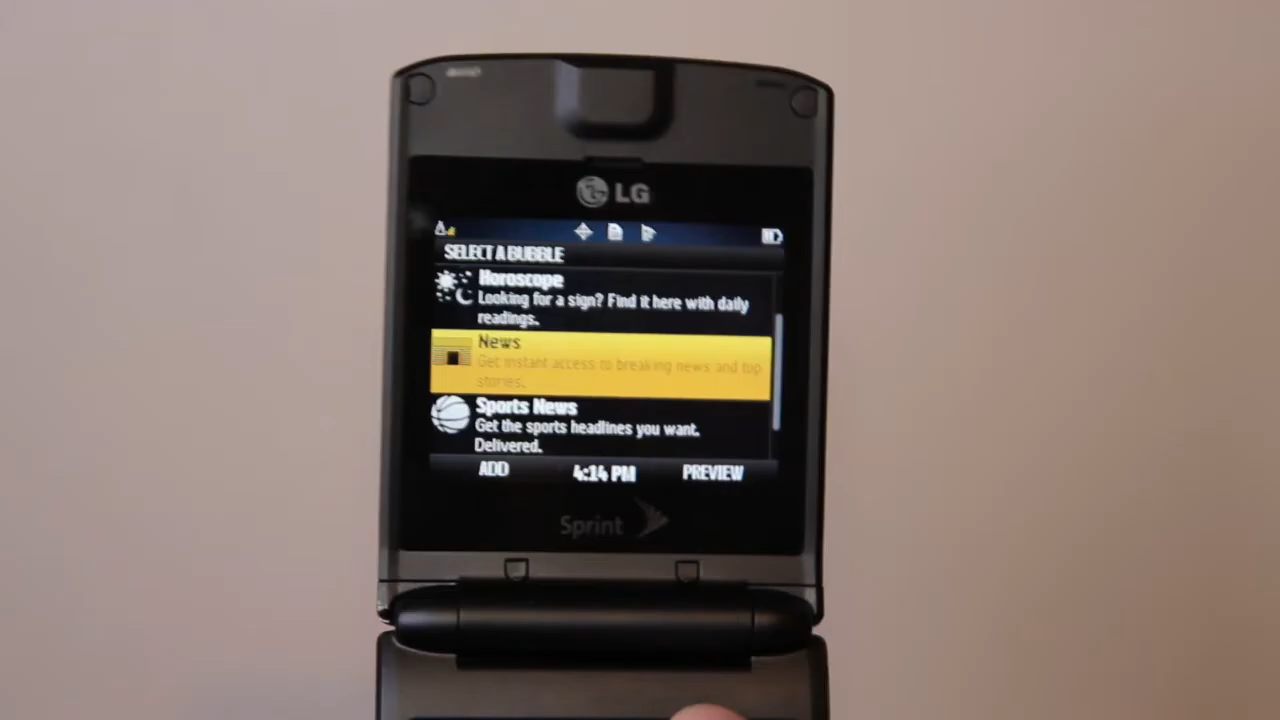 LG
SELECT A BUBBLE
Horoscope
Looking for a sign? Find it here with daily
readings.
News
Get instant access to breaking news and top
stories.
Sports News
Get the sports headlines you want.
Delivered.
ADD 4:14 PM PREVIEW
Sprint